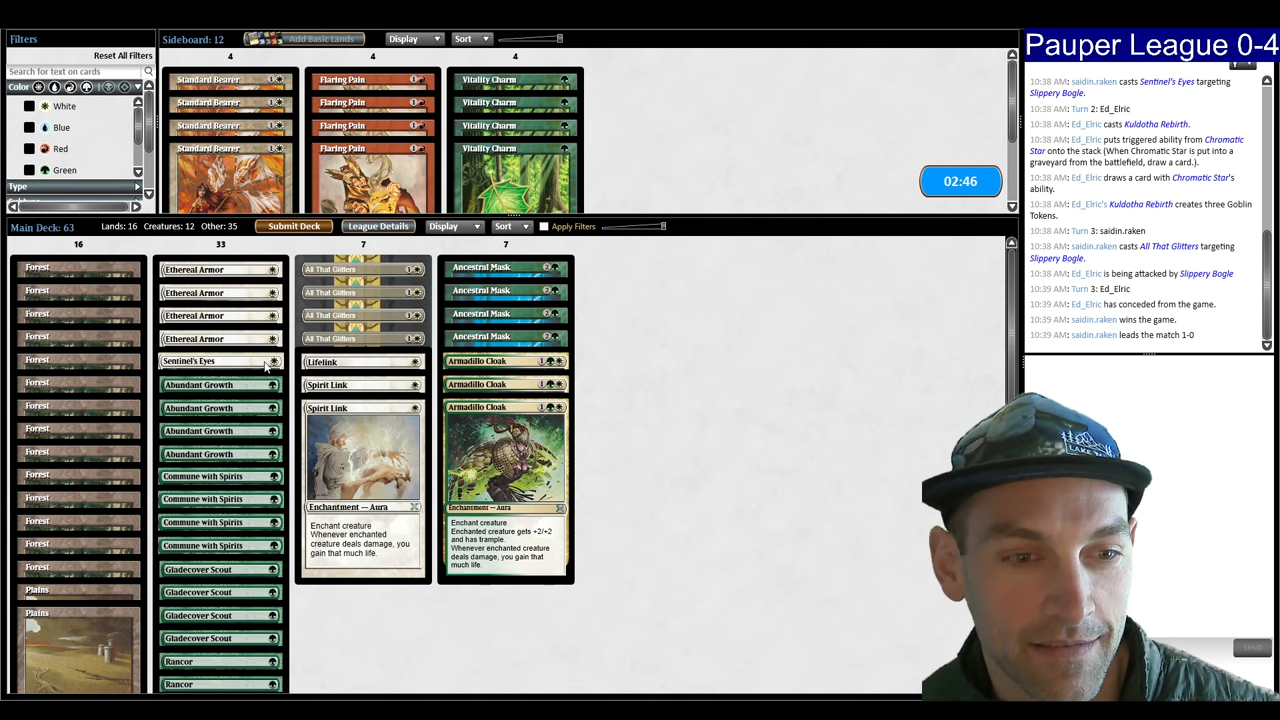 Filters
Reset All Filters
Search for text on cards
Color
White
Blue
Red
Green
Type
Sideboard: 12
Add Basic Lands
Display
Sort
4
4
4
Standard Bearer
Standard Bearer
Standard Bearer
Standard Bearer
Flaring Pain
Flaring Pain
Flaring Pain
Flaring Pain
Vitality Charm
Vitality Charm
Vitality Charm
Vitality Charm
02:46
Main Deck: 63
Lands: 16 Creatures: 12 Other: 35
Submit Deck
League Details
Display
Sort
Apply Filters
16
33
7
7
Forest
Forest
Forest
Forest
Forest
Forest
Forest
Forest
Forest
Forest
Forest
Forest
Forest
Forest
Plains
Plains
Ethereal Armor
Ethereal Armor
Ethereal Armor
Ethereal Armor
Sentinel's Eyes
Abundant Growth
Abundant Growth
Abundant Growth
Abundant Growth
Commune with Spirits
Commune with Spirits
Commune with Spirits
Commune with Spirits
Gladecover Scout
Gladecover Scout
Gladecover Scout
Gladecover Scout
Rancor
Rancor
All That Glitters
All That Glitters
All That Glitters
All That Glitters
Lifelink
Spirit Link
Spirit Link
Enchantment — Aura
Enchant creature
Whenever enchanted
creature deals damage, you
gain that much life.
Ancestral Mask
Ancestral Mask
Ancestral Mask
Ancestral Mask
Armadillo Cloak
Armadillo Cloak
Armadillo Cloak
Enchantment — Aura
Enchant creature
Enchanted creature gets +2/+2
and has trample.
Whenever enchanted creature
deals damage, you gain that
much life.
Pauper League 0-4
10:38 AM: saidin.raken casts Sentinel's Eyes targeting
Slippery Bogle.
10:38 AM: Turn 2: Ed_Elric
10:38 AM: Ed_Elric casts Kuldotha Rebirth.
10:38 AM: Ed_Elric puts triggered ability from Chromatic
Star onto the stack (When Chromatic Star is put into a
graveyard from the battlefield, draw a card.).
10:38 AM: Ed_Elric draws a card with Chromatic Star's
ability.
10:38 AM: Ed_Elric's Kuldotha Rebirth creates three Goblin
Tokens.
10:38 AM: Turn 3: saidin.raken
10:38 AM: saidin.raken casts All That Glitters targeting
Slippery Bogle.
10:38 AM: Ed_Elric is being attacked by Slippery Bogle
10:39 AM: Turn 3: Ed_Elric
10:39 AM: Ed_Elric has conceded from the game.
10:39 AM: saidin.raken wins the game.
10:39 AM: saidin.raken leads the match 1-0
SEND